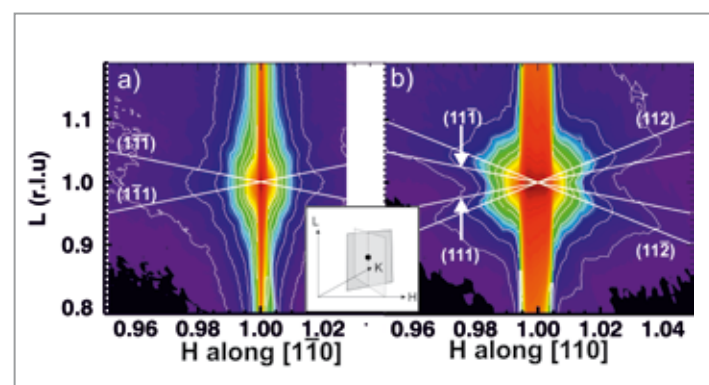 a)
b)
1.1
1.0
0.9
0.8
L (r.l.u)
(11̅1̅)
(11̅1)
(111̅)
(111)
(112)
(112̅)
L
K
H
0.96 0.98 1.00 1.02
0.96 0.98 1.00 1.02 1.04
H along [11̅0]
H along [110]